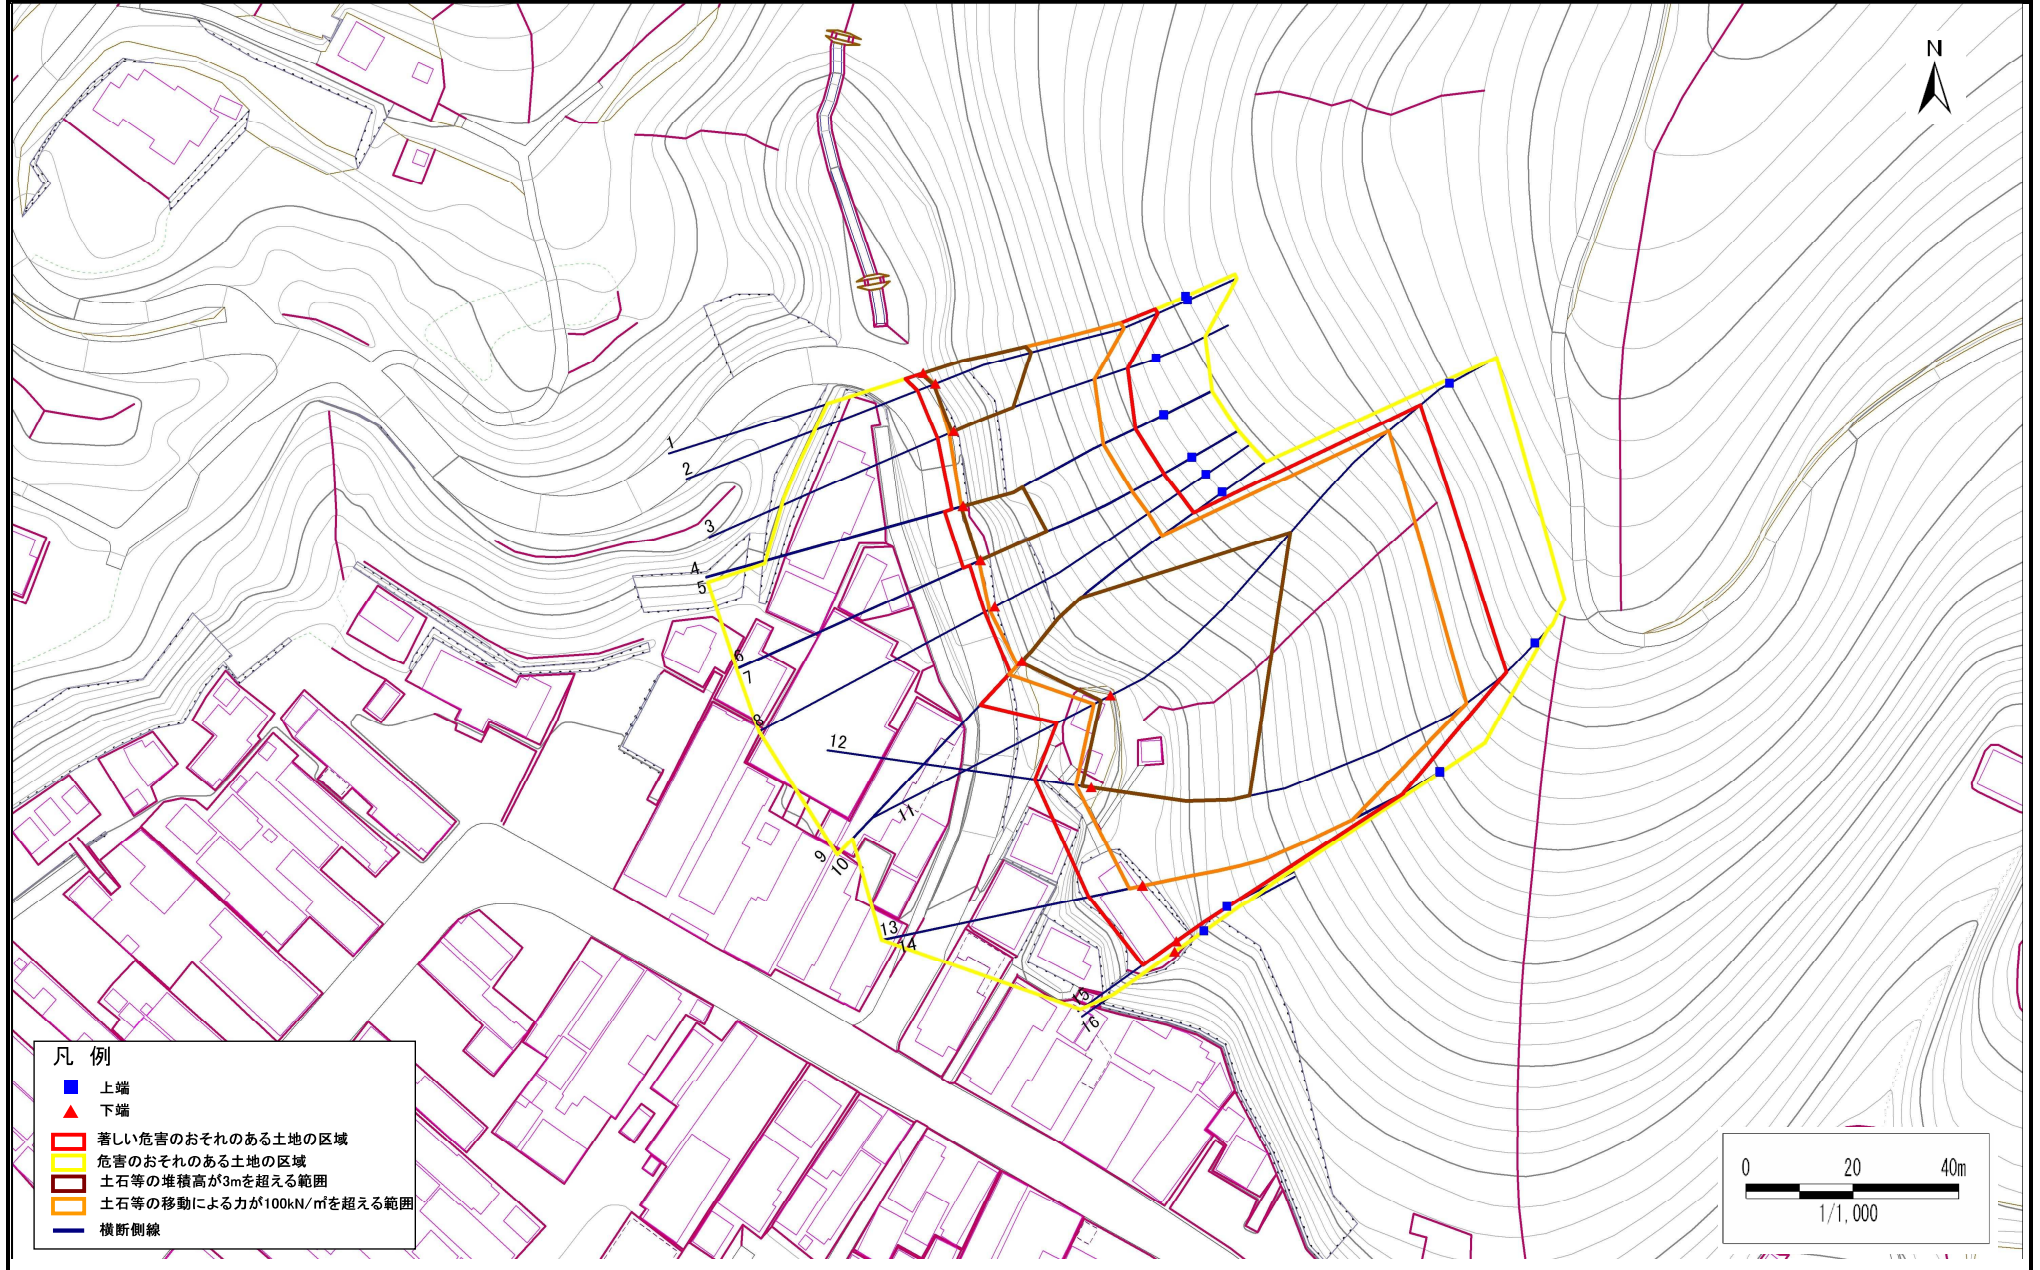 N
1
2
3
4
5
6
7
8
12
11
9
10
13
14
15
16
凡 例
上端
下端
著しい危害のおそれのある土地の区域
危害のおそれのある土地の区域
土石等の堆積高が3mを超える範囲
土石等の移動による力が100kN/㎡を超える範囲
横断側線
0 20 40m
1/1,000